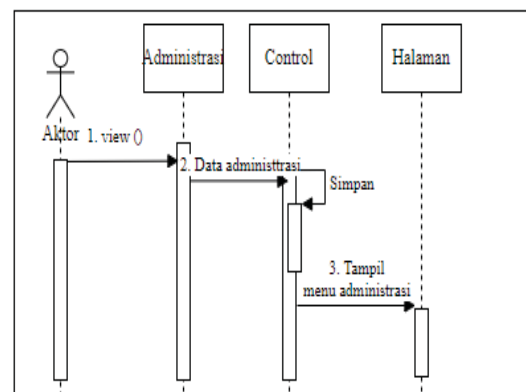 Administrasi
Control
Halaman
Aktor
1. view ()
2. Data administtrasi
Simpan
3. Tampil
menu administrasi